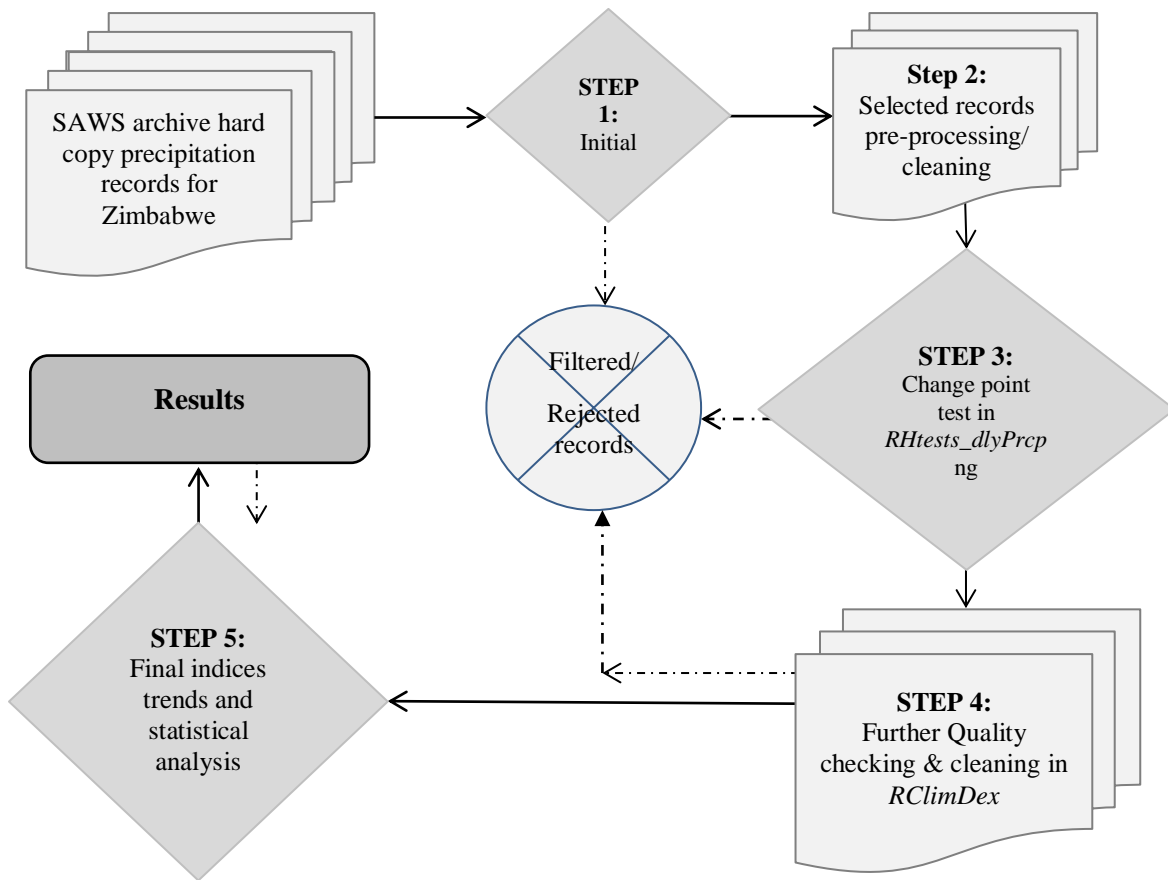 SAWS archive hard
copy precipitation
records for
Zimbabwe
STEP
1:
Initial
Step 2:
Selected records
pre-processing/
cleaning
STEP 3:
Change point
test in
RHtests_dlyPrcp
ng
Filtered/
Rejected
records
Results
STEP 4:
Further Quality
checking & cleaning in
RClimDex
STEP 5:
Final indices
trends and
statistical
analysis